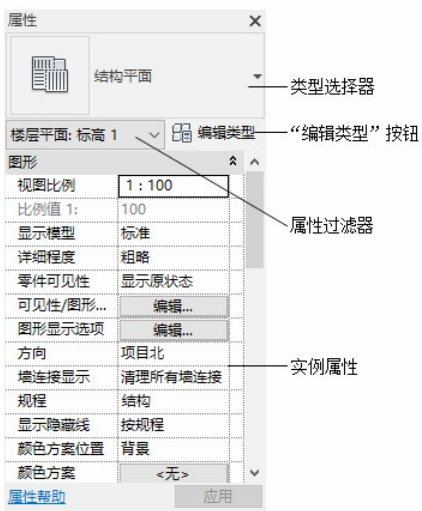 属性
结构平面
类型选择器
楼层平面: 标高 1
编辑类型
“编辑类型”按钮
图形
视图比例 1 : 100
比例值 1: 100
属性过滤器
显示模型 标准
详细程度 粗略
零件可见性 显示原状态
可见性/图形... 编辑...
图形显示选项 编辑...
方向 项目北
实例属性
墙连接显示 清理所有墙连接
规程 结构
显示隐藏线 按规程
颜色方案位置 背景
颜色方案 <无>
属性帮助 应用